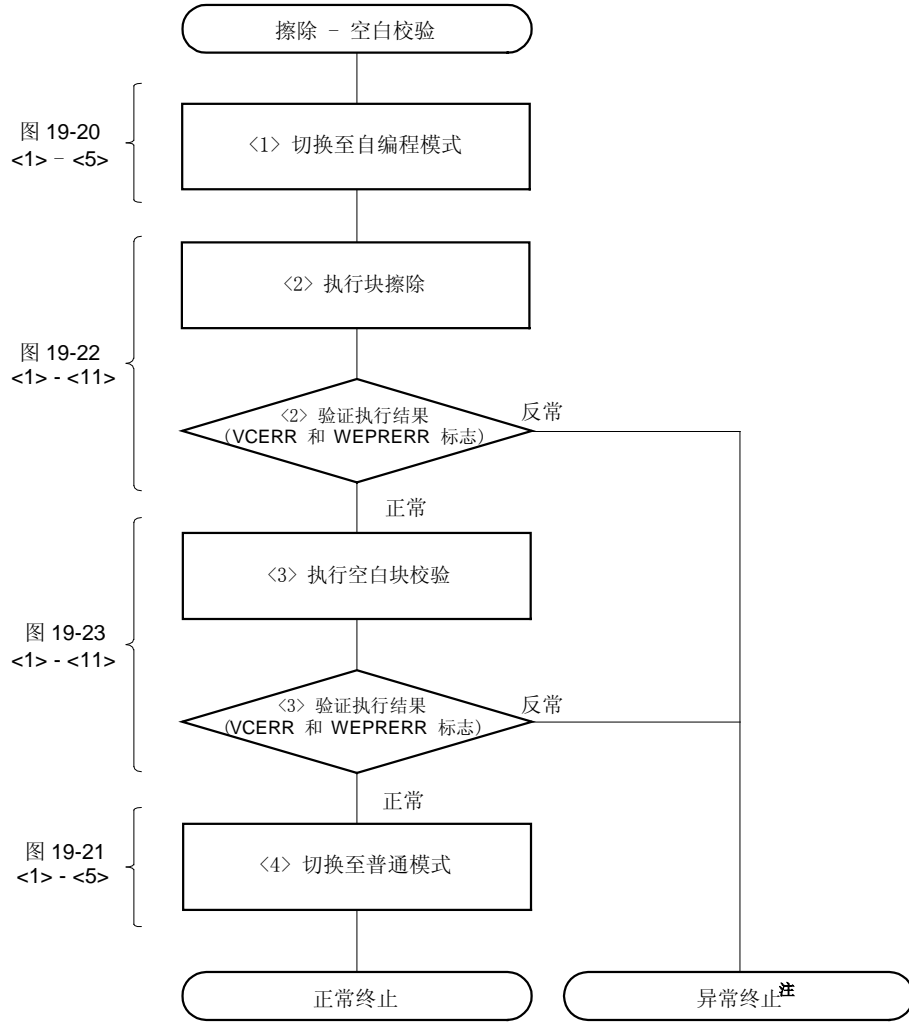 擦除 - 空白校验
图 19-20
<1> - <5>
<1> 切换至自编程模式
图 19-22
<1> - <11>
<2> 执行块擦除
<2> 验证执行结果
(VCERR 和 WEPRERR 标志)
反常
正常
图 19-23
<1> - <11>
<3> 执行空白块校验
<3> 验证执行结果
(VCERR 和 WEPRERR 标志)
反常
正常
图 19-21
<1> - <5>
<4> 切换至普通模式
正常终止
异常终止注